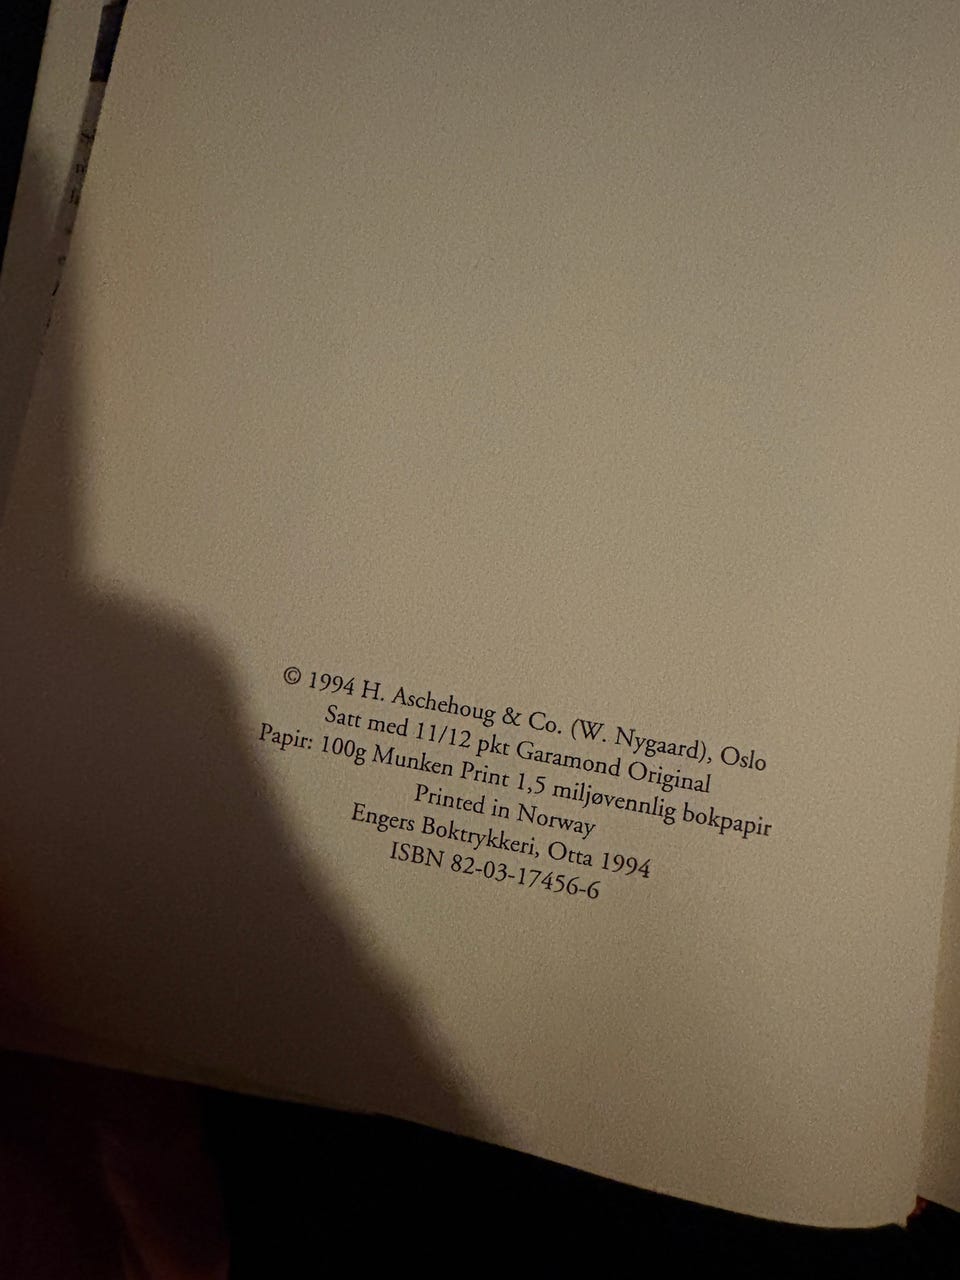 © 1994 H. Aschehoug & Co. (W. Nygaard), Oslo
Satt med 11/12 pkt Garamond Original
Papir: 100g Munken Print 1,5 miljøvennlig bokpapir
Printed in Norway
Engers Boktrykkeri, Otta 1994
ISBN 82-03-17456-6